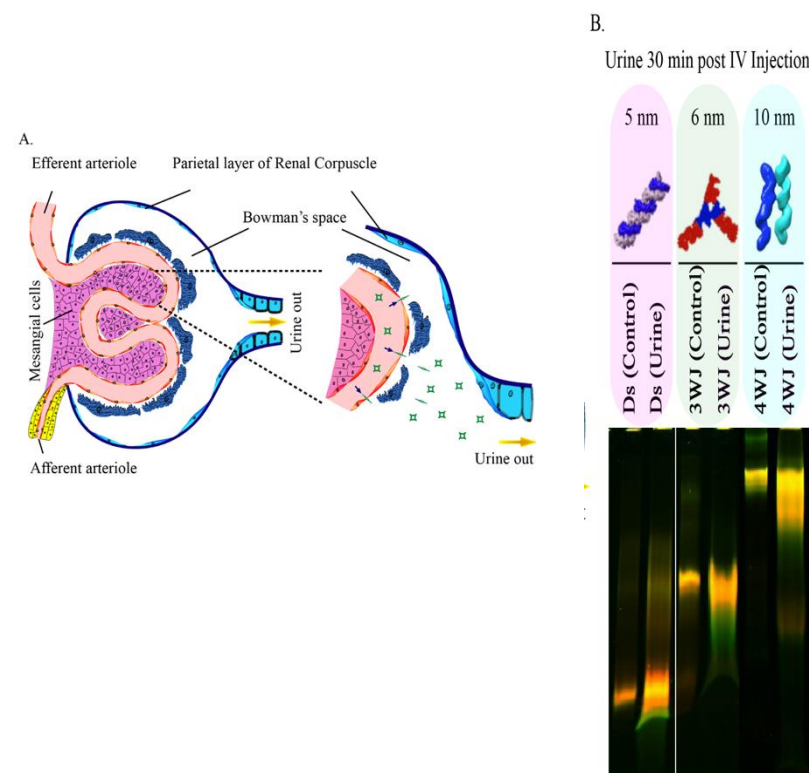 A.
Efferent arteriole
Parietal layer of Renal Corpuscle
Bowman's space
Mesangial cells
Urine out
Afferent arteriole
Urine out
B.
Urine 30 min post IV Injection
5 nm
6 nm
10 nm
Ds (Control)
Ds (Urine)
3WJ (Control)
3WJ (Urine)
4WJ (Control)
4WJ (Urine)